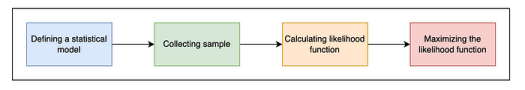 Defining a statistical
model
Collecting sample
Calculating likelihood
function
Maximizing the
likelihood function